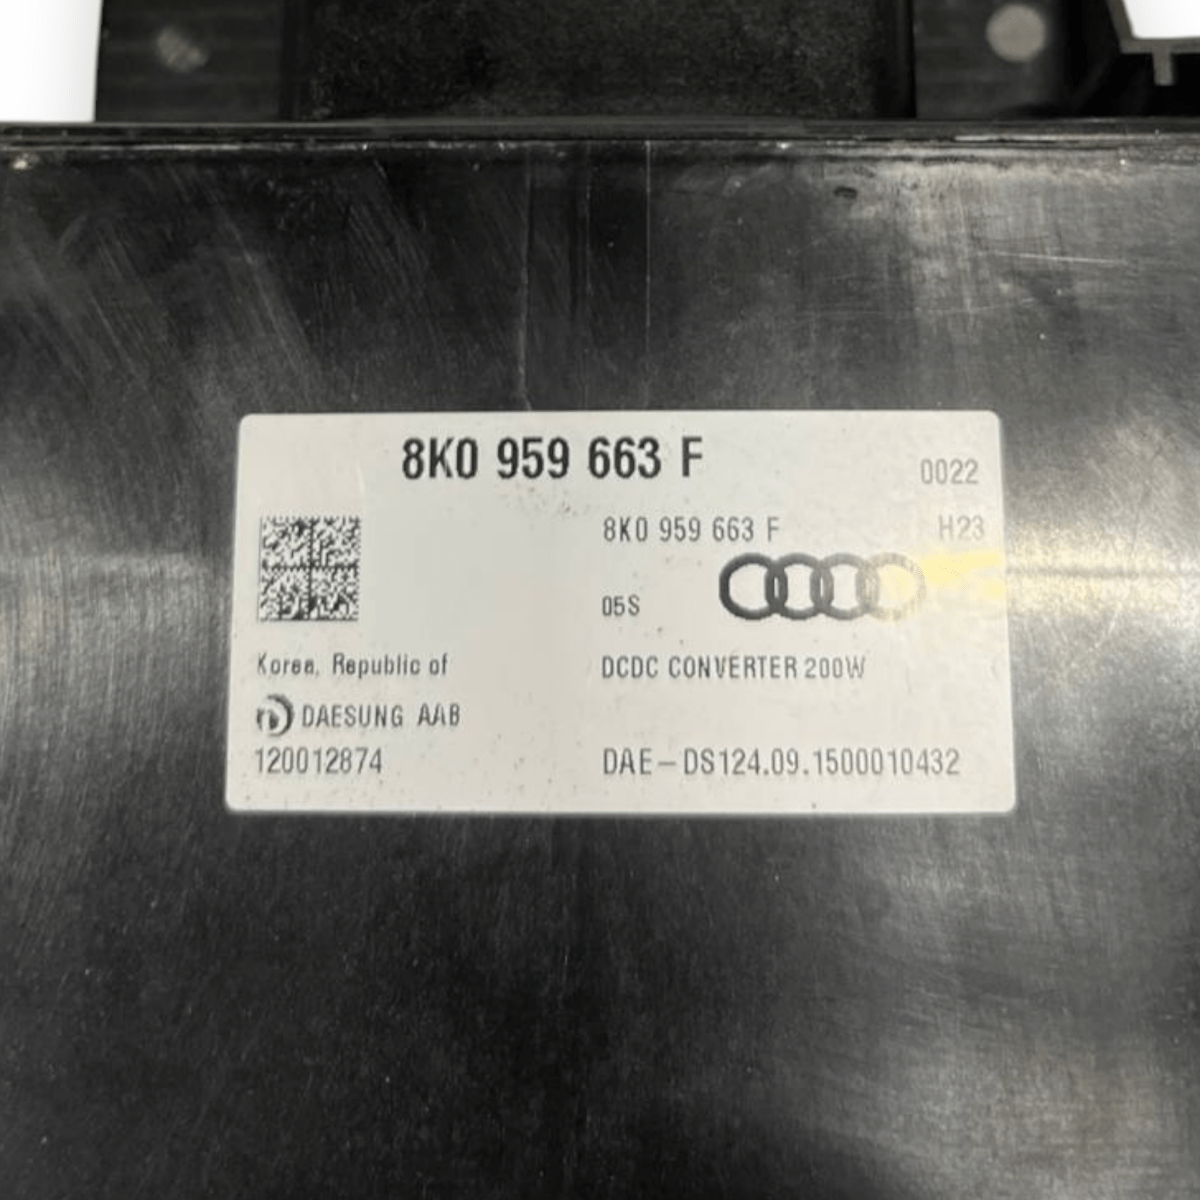 8K0 959 663 F
0022
8K0 959 663 F H23
05S
Korea, Republic of DCDC CONVERTER 200W
DAESUNG AAB
120012874 DAE-DS124.09.1500010432